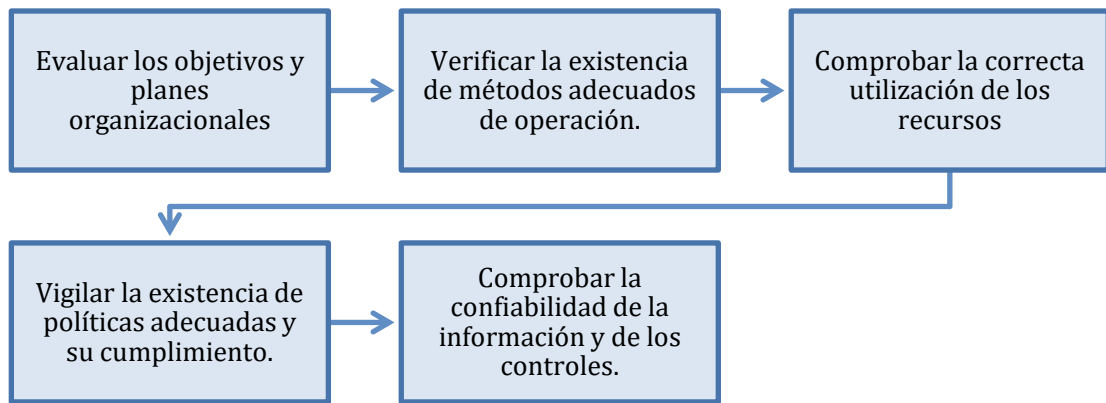 Evaluar los objetivos y
planes
organizacionales
Verificar la existencia
de métodos adecuados
de operación.
Comprobar la correcta
utilización de los
recursos
Vigilar la existencia de
políticas adecuadas y
su cumplimiento.
Comprobar la
confiabilidad de la
información y de los
controles.